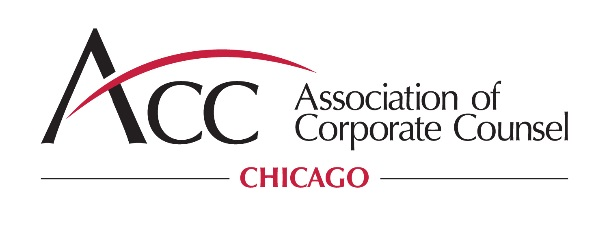 ACC
Association of
Corporate Counsel
CHICAGO